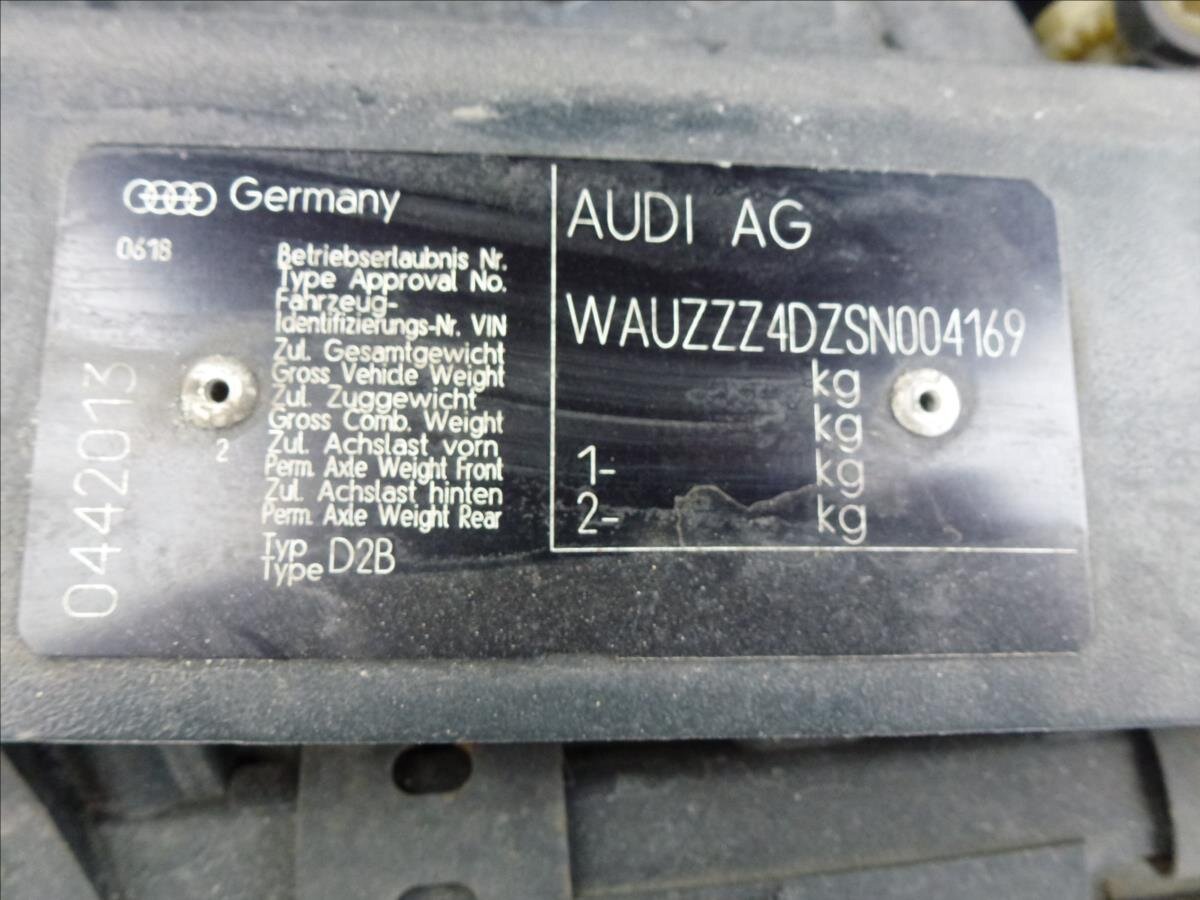 Germany
0618
Betriebserlaubnis Nr.
Type Approval No.
Fahrzeug-
Identifizierungs-Nr. VIN
Zul. Gesamtgewicht
Gross Vehicle Weight
Zul. Zuggewicht
Gross Comb. Weight
Zul. Achslast vorn
2
Perm. Axle Weight Front
Zul. Achslast hinten
Perm. Axle Weight Rear
Typ
Type D2B
0442013
AUDI AG
WAUZZZ4DZSN004169
kg
kg
1- kg
2- kg